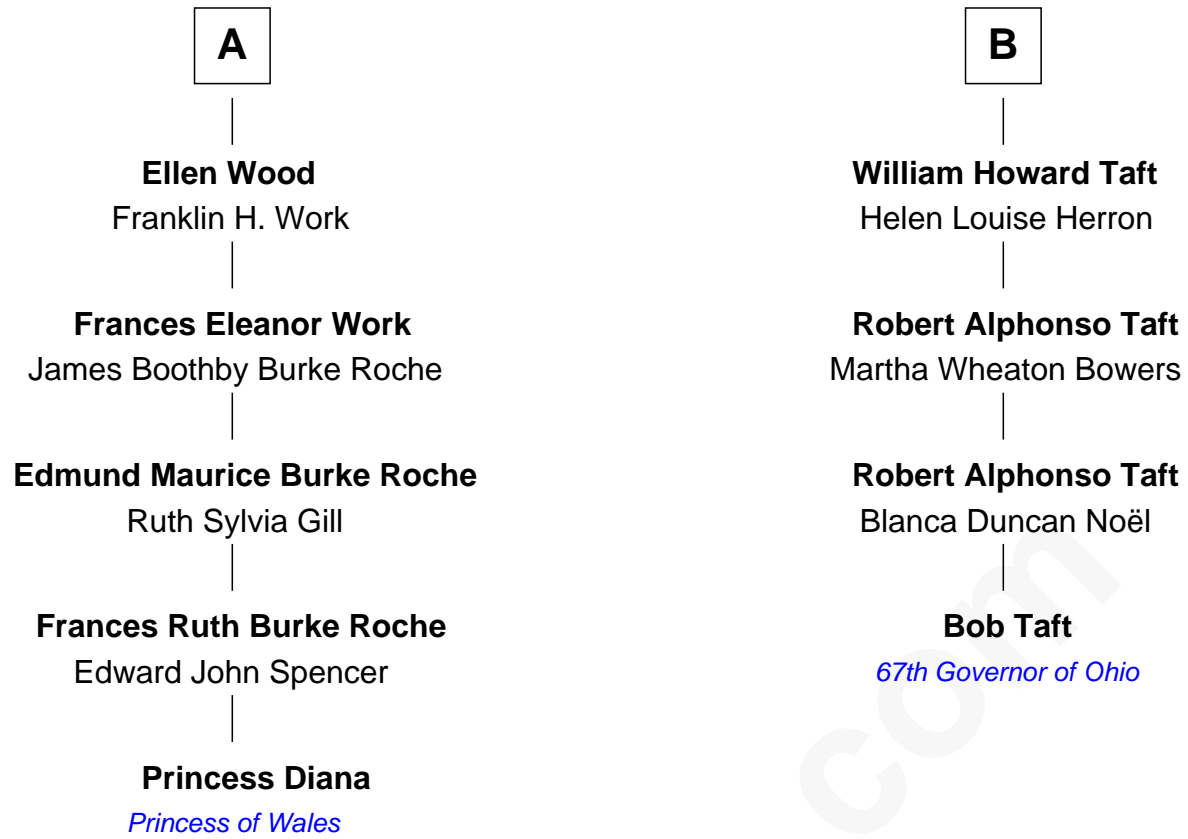 A
Ellen Wood
Franklin H. Work
Frances Eleanor Work
James Boothby Burke Roche
Edmund Maurice Burke Roche
Ruth Sylvia Gill
Frances Ruth Burke Roche
Edward John Spencer
Princess Diana
Princess of Wales
B
William Howard Taft
Helen Louise Herron
Robert Alphonso Taft
Martha Wheaton Bowers
Robert Alphonso Taft
Blanca Duncan Noël
Bob Taft
67th Governor of Ohio
com